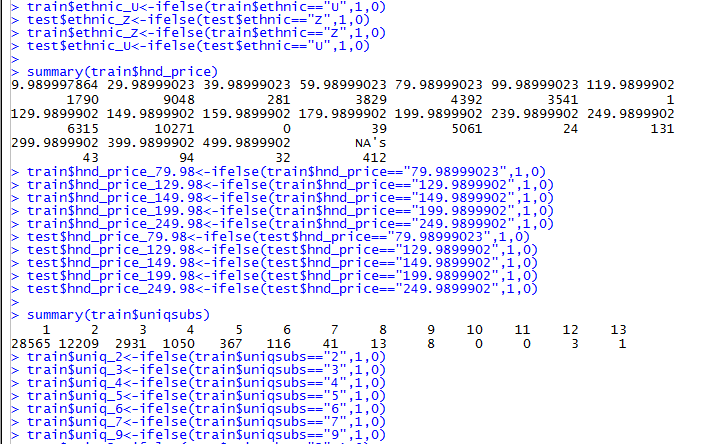 > train$ethnic_U<-ifelse(train$ethnic=="U",1,0)
> test$ethnic_Z<-ifelse(test$ethnic=="Z",1,0)
> train$ethnic_Z<-ifelse(train$ethnic=="Z",1,0)
> test$ethnic_U<-ifelse(test$ethnic=="U",1,0)
>
> summary(train$hnd_price)
9.989997864 29.98999023 39.98999023 59.98999023 79.98999023 99.98999023 119.9899902
1790 9048 281 3829 4392 3541 1
129.9899902 149.9899902 159.9899902 179.9899902 199.9899902 239.9899902 249.9899902
6315 10271 0 39 5061 24 131
299.9899902 399.9899902 499.9899902 NA's
43 94 32 412
> train$hnd_price_79.98<-ifelse(train$hnd_price=="79.98999023",1,0)
> train$hnd_price_129.98<-ifelse(train$hnd_price=="129.9899902",1,0)
> train$hnd_price_149.98<-ifelse(train$hnd_price=="149.9899902",1,0)
> train$hnd_price_199.98<-ifelse(train$hnd_price=="199.9899902",1,0)
> train$hnd_price_249.98<-ifelse(train$hnd_price=="249.9899902",1,0)
> test$hnd_price_79.98<-ifelse(test$hnd_price=="79.98999023",1,0)
> test$hnd_price_129.98<-ifelse(test$hnd_price=="129.9899902",1,0)
> test$hnd_price_149.98<-ifelse(test$hnd_price=="149.9899902",1,0)
> test$hnd_price_199.98<-ifelse(test$hnd_price=="199.9899902",1,0)
> test$hnd_price_249.98<-ifelse(test$hnd_price=="249.9899902",1,0)
>
> summary(train$uniqsubs)
1 2 3 4 5 6 7 8 9 10 11 12 13
28565 12209 2931 1050 367 116 41 13 8 0 0 3 1
> train$uniq_2<-ifelse(train$uniqsubs=="2",1,0)
> train$uniq_3<-ifelse(train$uniqsubs=="3",1,0)
> train$uniq_4<-ifelse(train$uniqsubs=="4",1,0)
> train$uniq_5<-ifelse(train$uniqsubs=="5",1,0)
> train$uniq_6<-ifelse(train$uniqsubs=="6",1,0)
> train$uniq_7<-ifelse(train$uniqsubs=="7",1,0)
> train$uniq_9<-ifelse(train$uniqsubs=="9",1,0)